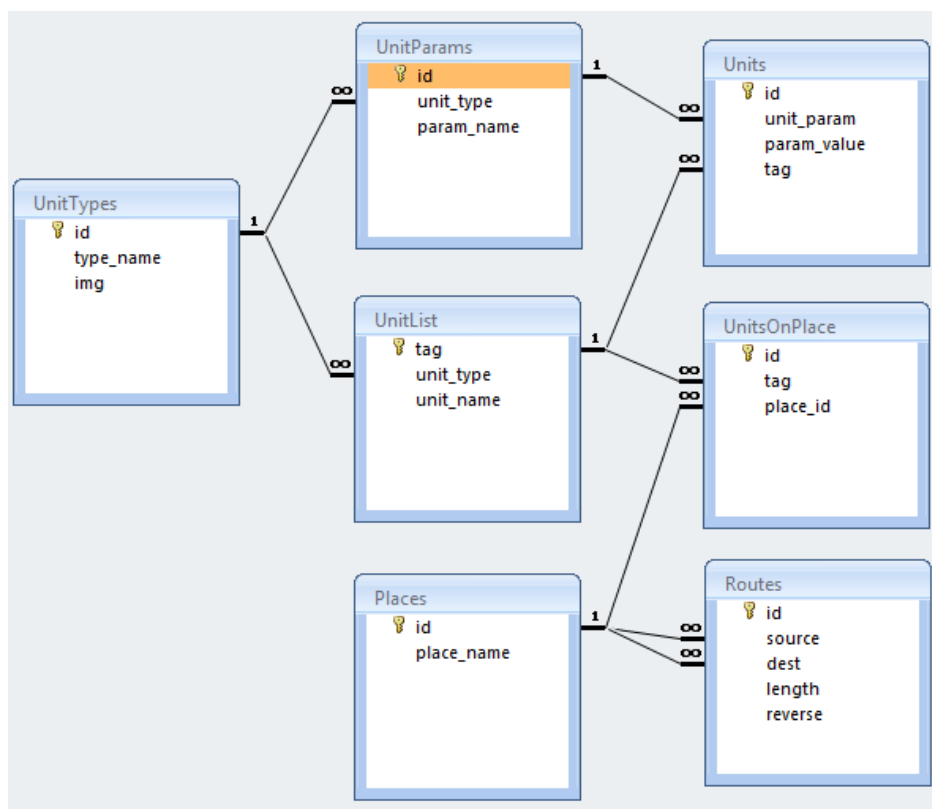 UnitTypes
id
type_name
img
UnitParams
id
unit_type
param_name
UnitList
tag
unit_type
unit_name
Places
id
place_name
Units
id
unit_param
param_value
tag
UnitsOnPlace
id
tag
place_id
Routes
id
source
dest
length
reverse
1
∞
∞
1
∞
∞
1
∞
∞
1
∞
∞